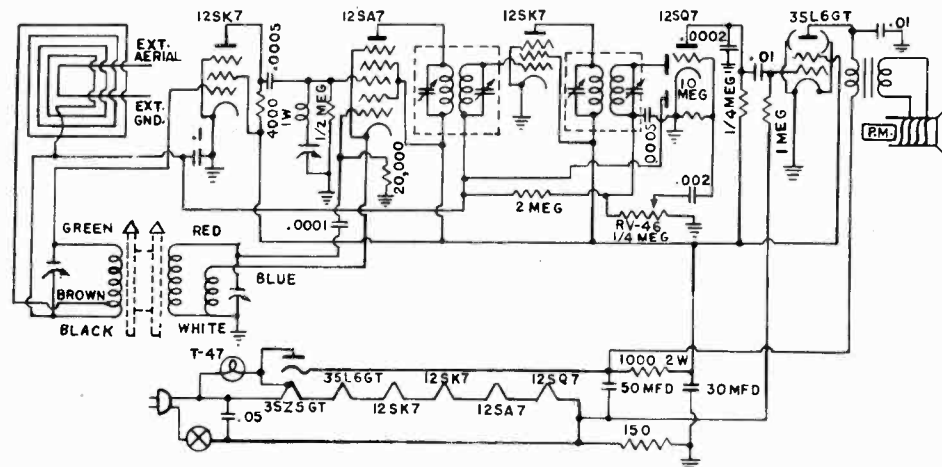 12SK7
12SA7
12SK7
12SQ7
35L6GT
EXT.
AERIAL
EXT.
GND.
.1
.0005
4000
1W
1/2 MEG
20,000
.0001
.0005
10
MEG
.0002
1/4 MEG
.01
1 MEG
.01
P.M.
2 MEG
.002
RV-46
1/4 MEG
GREEN
RED
BROWN
BLUE
BLACK
WHITE
T-47
35Z5GT
35L6GT
12SK7
12SK7
12SA7
12SQ7
.05
1000 2W
50 MFD
30 MFD
150